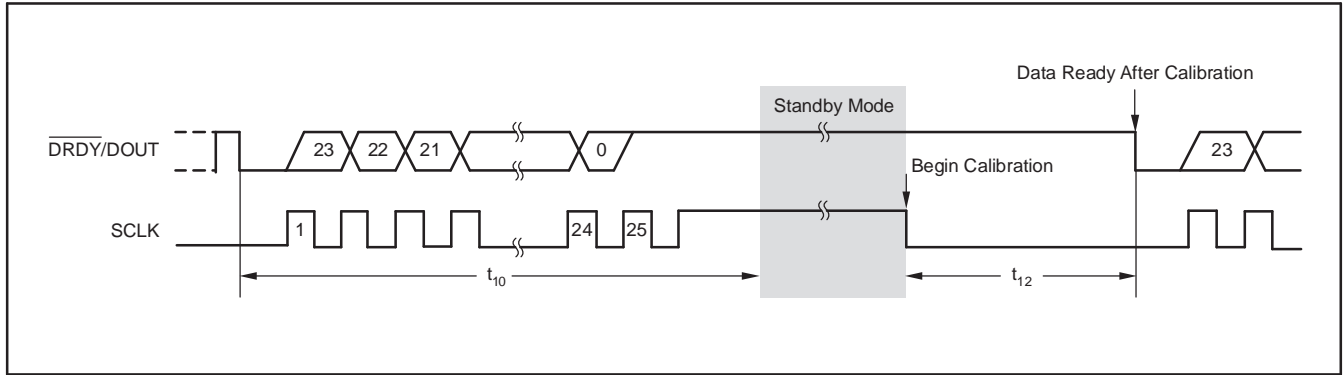 Data Ready After Calibration
Standby Mode
DRDY/DOUT
23 22 21 0 23
Begin Calibration
SCLK
1 24 25
t10 t12